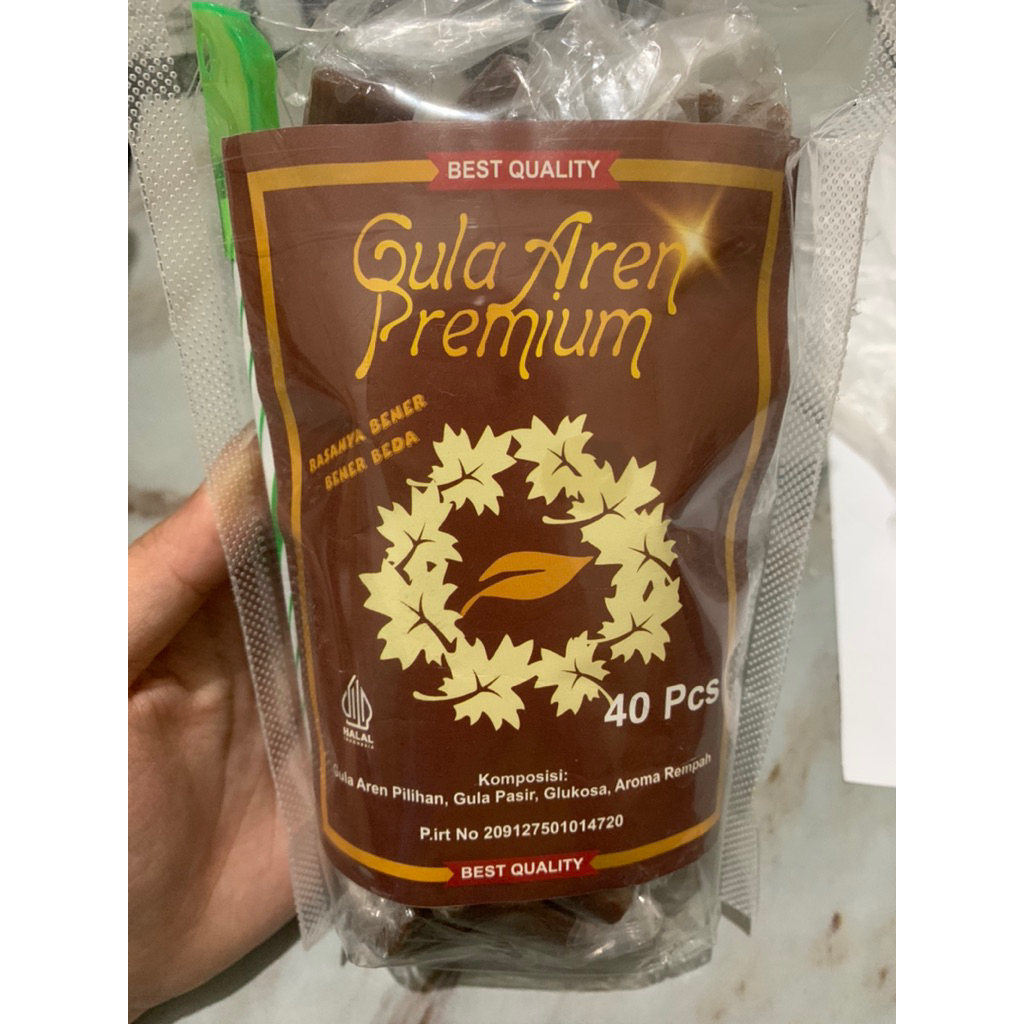 BEST QUALITY
Gula Aren
Premium
RASANYA BENER
BENER BEDA
40 Pcs
HALAL
INDONESIA
Komposisi:
Gula Aren Pilihan, Gula Pasir, Glukosa, Aroma Rempah
P.irt No 209127501014720
BEST QUALITY